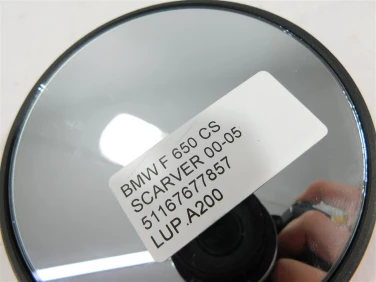 BMW F 650 CS
SCARVER 00-05
51167677857
LUP.A200